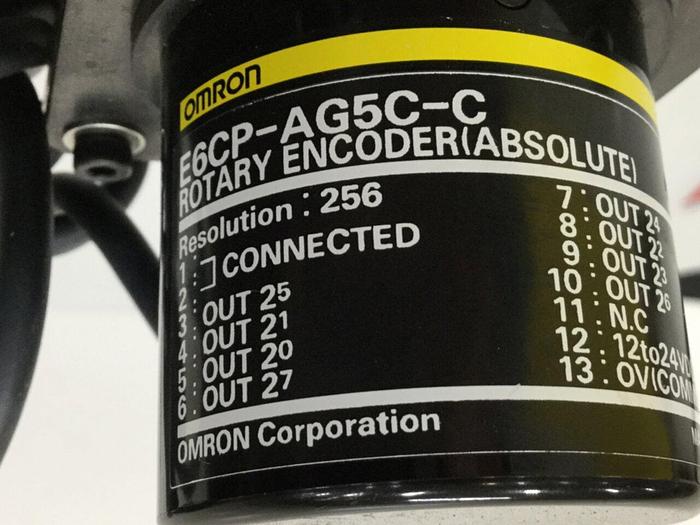 OMRON
E6CP-AG5C-C
ROTARY ENCODER(ABSOLUTE)
Resolution : 256
1 :
2 : ] CONNECTED
3 : OUT 2⁵
4 : OUT 2¹
5 : OUT 2⁰
6 : OUT 2⁷
7 : OUT 2⁴
8 : OUT 2²
9 : OUT 2³
10 : OUT 2⁶
11 : N.C
12 : 12to24V
13 : 0V(COM
OMRON Corporation